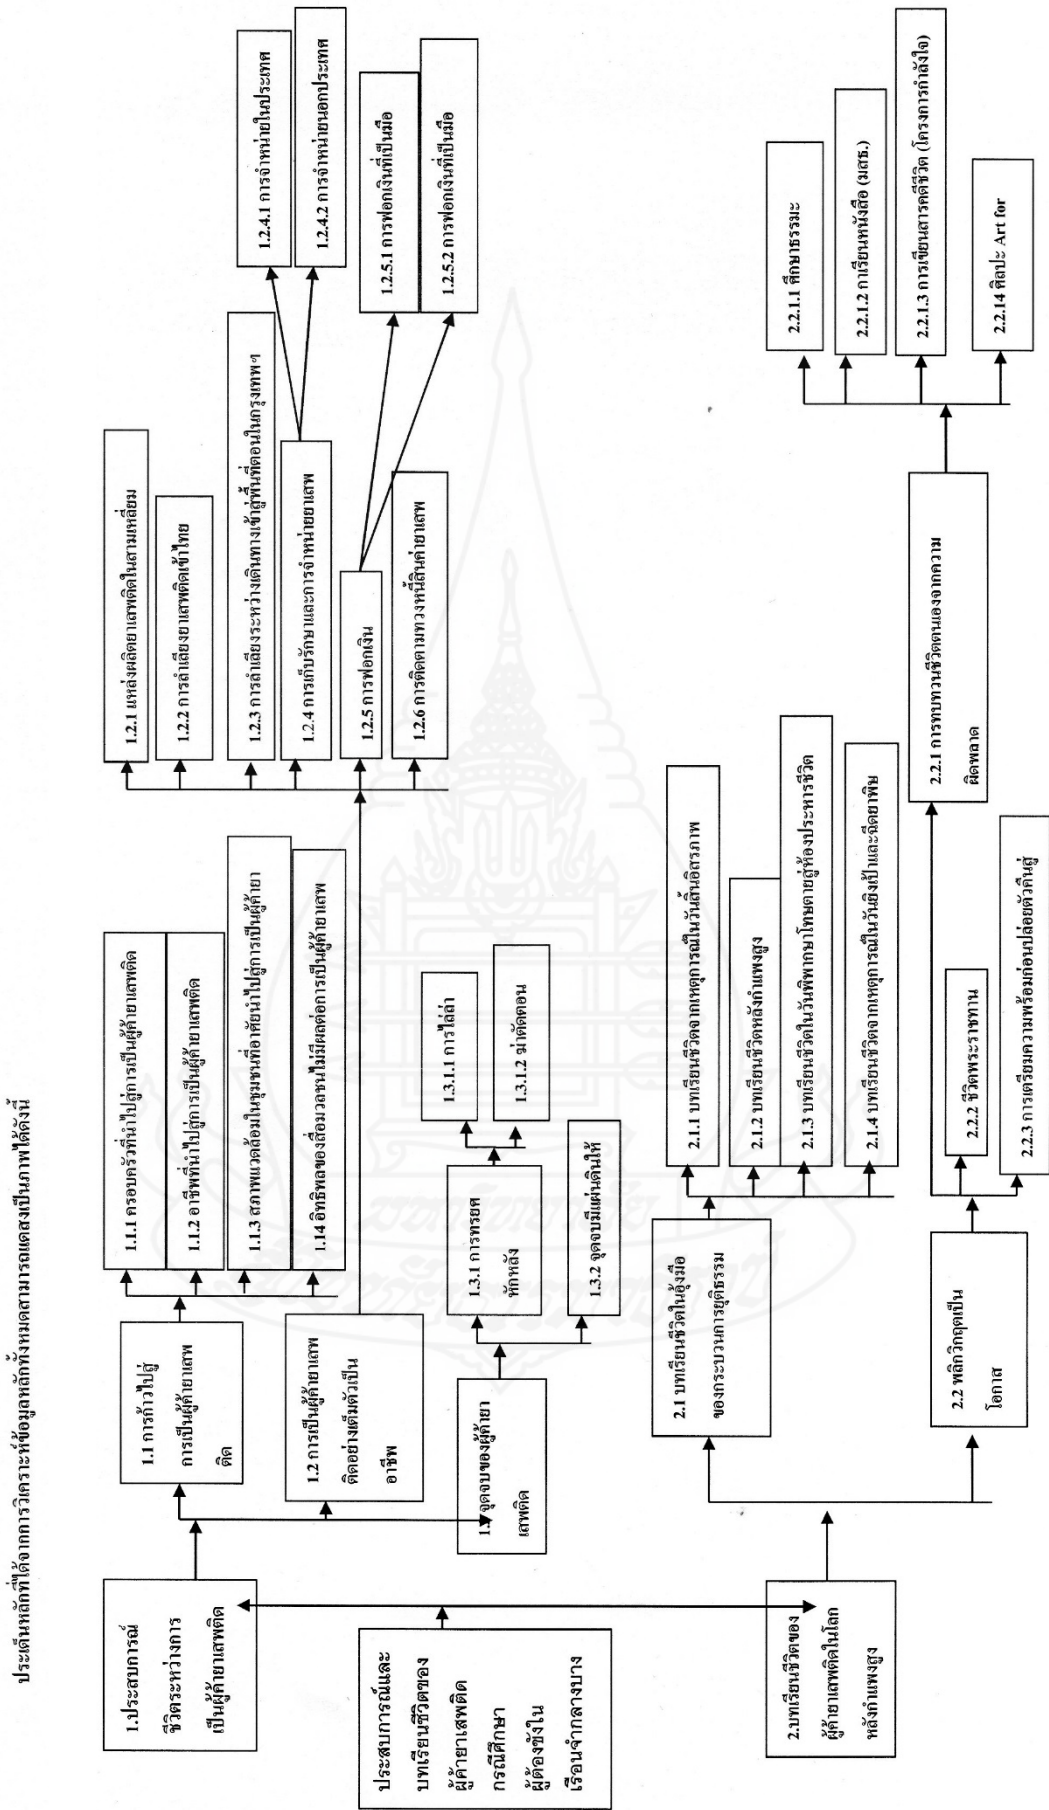 ประเด็นหลักที่ได้จากการวิเคราะห์ข้อมูลหลักทั้งหมดสามารถแสดงเป็นภาพได้ดังนี้
ประสบการณ์และ
บทเรียนชีวิตของ
ผู้ค้ายาเสพติด
กรณีศึกษา
ผู้ต้องขังใน
เรือนจำกลางบาง
1.ประสบการณ์
ชีวิตระหว่างการ
เป็นผู้ค้ายาเสพติด
1.1 การก้าวไปสู่
การเป็นผู้ค้ายาเสพ
ติด
1.1.1 ครอบครัวที่นำไปสู่การเป็นผู้ค้ายาเสพติด
1.1.2 อาชีพที่นำไปสู่การเป็นผู้ค้ายาเสพติด
1.1.3 สภาพแวดล้อมในชุมชนที่อาศัยนำไปสู่การเป็นผู้ค้ายา
1.14 อิทธิพลของสื่อมวลชนไม่มีผลต่อการเป็นผู้ค้ายาเสพ
1.2 การเป็นผู้ค้ายาเสพ
ติดอย่างเต็มตัวเป็น
อาชีพ
1.2.1 แหล่งผลิตยาเสพติดในสามเหลี่ยม
1.2.2 การลำเลียงยาเสพติดเข้าไทย
1.2.3 การลำเลียงระหว่างเดินทางเข้าสู่พื้นที่ตอนในกรุงเทพฯ
1.2.4 การเก็บรักษาและการจำหน่ายยาเสพ
1.2.4.1 การจำหน่ายในประเทศ
1.2.4.2 การจำหน่ายนอกประเทศ
1.2.5 การฟอกเงิน
1.2.5.1 การฟอกเงินที่เป็นมือ
1.2.5.2 การฟอกเงินที่เป็นมือ
1.2.6 การติดตามทวงหนี้สินค่ายาเสพ
จุดจบของผู้ค้ายา
เสพติด
1.3.1 การทรยศ
หักหลัง
1.3.1.1 การไล่ล่า
1.3.1.2 ฆ่าตัดตอน
1.3.2 จุดจบมีแผ่นดินให้
2.บทเรียนชีวิตของ
ผู้ค้ายาเสพติดในโลก
หลังกำแพงสูง
2.1 บทเรียนชีวิตในอุ้งมือ
ของกระบวนการยุติธรรม
2.1.1 บทเรียนชีวิตจากเหตุการณ์ในวันสิ้นอิสรภาพ
2.1.2 บทเรียนชีวิตหลังกำแพงสูง
2.1.3 บทเรียนชีวิตในวันพิพากษาโทษตายสู่ห้องประหารชีวิต
2.1.4 บทเรียนชีวิตจากเหตุการณ์ในวันยิงเป้าและฉีดยาพิษ
2.2 พลิกวิกฤตเป็น
โอกาส
2.2.1 การทบทวนชีวิตตนเองจากความ
ผิดพลาด
2.2.1.1 ศึกษาธรรมะ
2.2.1.2 การเรียนหนังสือ (มสธ.)
2.2.1.3 การเขียนสารคดีชีวิต (โครงการกำลังใจ)
2.2.14 ศิลปะ Art for
2.2.2 ชีวิตพระราชทาน
2.2.3 การเตรียมความพร้อมก่อนปล่อยตัวคืนสู่